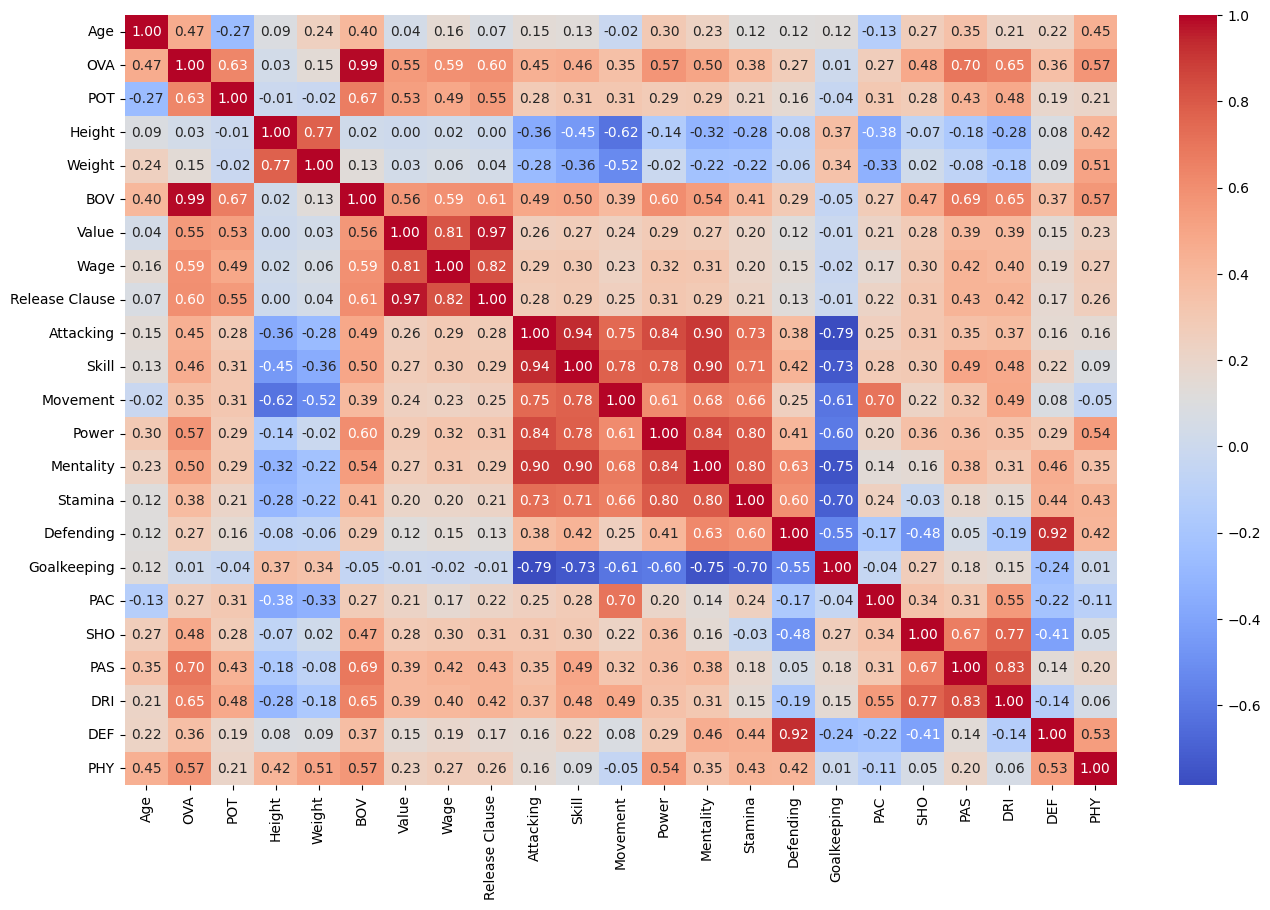 Age 1.00 0.47 -0.27 0.09 0.24 0.40 0.04 0.16 0.07 0.15 0.13 -0.02 0.30 0.23 0.12 0.12 0.12 -0.13 0.27 0.35 0.21 0.22 0.45
OVA 0.47 1.00 0.63 0.03 0.15 0.99 0.55 0.59 0.60 0.45 0.46 0.35 0.57 0.50 0.38 0.27 0.01 0.27 0.48 0.70 0.65 0.36 0.57
POT -0.27 0.63 1.00 -0.01 -0.02 0.67 0.53 0.49 0.55 0.28 0.31 0.31 0.29 0.29 0.21 0.16 -0.04 0.31 0.28 0.43 0.48 0.19 0.21
Height 0.09 0.03 -0.01 1.00 0.77 0.02 0.00 0.02 0.00 -0.36 -0.45 -0.62 -0.14 -0.32 -0.28 -0.08 0.37 -0.38 -0.07 -0.18 -0.28 0.08 0.42
Weight 0.24 0.15 -0.02 0.77 1.00 0.13 0.03 0.06 0.04 -0.28 -0.36 -0.52 -0.02 -0.22 -0.22 -0.06 0.34 -0.33 0.02 -0.08 -0.18 0.09 0.51
BOV 0.40 0.99 0.67 0.02 0.13 1.00 0.56 0.59 0.61 0.49 0.50 0.39 0.60 0.54 0.41 0.29 -0.05 0.27 0.47 0.69 0.65 0.37 0.57
Value 0.04 0.55 0.53 0.00 0.03 0.56 1.00 0.81 0.97 0.26 0.27 0.24 0.29 0.27 0.20 0.12 -0.01 0.21 0.28 0.39 0.39 0.15 0.23
Wage 0.16 0.59 0.49 0.02 0.06 0.59 0.81 1.00 0.82 0.29 0.30 0.23 0.32 0.31 0.20 0.15 -0.02 0.17 0.30 0.42 0.40 0.19 0.27
Release Clause 0.07 0.60 0.55 0.00 0.04 0.61 0.97 0.82 1.00 0.28 0.29 0.25 0.31 0.29 0.21 0.13 -0.01 0.22 0.31 0.43 0.42 0.17 0.26
Attacking 0.15 0.45 0.28 -0.36 -0.28 0.49 0.26 0.29 0.28 1.00 0.94 0.75 0.84 0.90 0.73 0.38 -0.79 0.25 0.31 0.35 0.37 0.16 0.16
Skill 0.13 0.46 0.31 -0.45 -0.36 0.50 0.27 0.30 0.29 0.94 1.00 0.78 0.78 0.90 0.71 0.42 -0.73 0.28 0.30 0.49 0.48 0.22 0.09
Movement -0.02 0.35 0.31 -0.62 -0.52 0.39 0.24 0.23 0.25 0.75 0.78 1.00 0.61 0.68 0.66 0.25 -0.61 0.70 0.22 0.32 0.49 0.08 -0.05
Power 0.30 0.57 0.29 -0.14 -0.02 0.60 0.29 0.32 0.31 0.84 0.78 0.61 1.00 0.84 0.80 0.41 -0.60 0.20 0.36 0.36 0.35 0.29 0.54
Mentality 0.23 0.50 0.29 -0.32 -0.22 0.54 0.27 0.31 0.29 0.90 0.90 0.68 0.84 1.00 0.80 0.63 -0.75 0.14 0.16 0.38 0.31 0.46 0.35
Stamina 0.12 0.38 0.21 -0.28 -0.22 0.41 0.20 0.20 0.21 0.73 0.71 0.66 0.80 0.80 1.00 0.60 -0.70 0.24 -0.03 0.18 0.15 0.44 0.43
Defending 0.12 0.27 0.16 -0.08 -0.06 0.29 0.12 0.15 0.13 0.38 0.42 0.25 0.41 0.63 0.60 1.00 -0.55 -0.17 -0.48 0.05 -0.19 0.92 0.42
Goalkeeping 0.12 0.01 -0.04 0.37 0.34 -0.05 -0.01 -0.02 -0.01 -0.79 -0.73 -0.61 -0.60 -0.75 -0.70 -0.55 1.00 -0.04 0.27 0.18 0.15 -0.24 0.01
PAC -0.13 0.27 0.31 -0.38 -0.33 0.27 0.21 0.17 0.22 0.25 0.28 0.70 0.20 0.14 0.24 -0.17 -0.04 1.00 0.34 0.31 0.55 -0.22 -0.11
SHO 0.27 0.48 0.28 -0.07 0.02 0.47 0.28 0.30 0.31 0.31 0.30 0.22 0.36 0.16 -0.03 -0.48 0.27 0.34 1.00 0.67 0.77 -0.41 0.05
PAS 0.35 0.70 0.43 -0.18 -0.08 0.69 0.39 0.42 0.43 0.35 0.49 0.32 0.36 0.38 0.18 0.05 0.18 0.31 0.67 1.00 0.83 0.14 0.20
DRI 0.21 0.65 0.48 -0.28 -0.18 0.65 0.39 0.40 0.42 0.37 0.48 0.49 0.35 0.31 0.15 -0.19 0.15 0.55 0.77 0.83 1.00 -0.14 0.06
DEF 0.22 0.36 0.19 0.08 0.09 0.37 0.15 0.19 0.17 0.16 0.22 0.08 0.29 0.46 0.44 0.92 -0.24 -0.22 -0.41 0.14 -0.14 1.00 0.53
PHY 0.45 0.57 0.21 0.42 0.51 0.57 0.23 0.27 0.26 0.16 0.09 -0.05 0.54 0.35 0.43 0.42 0.01 -0.11 0.05 0.20 0.06 0.53 1.00
Age OVA POT Height Weight BOV Value Wage Release Clause Attacking Skill Movement Power Mentality Stamina Defending Goalkeeping PAC SHO PAS DRI DEF PHY
1.0
0.8
0.6
0.4
0.2
0.0
−0.2
−0.4
−0.6